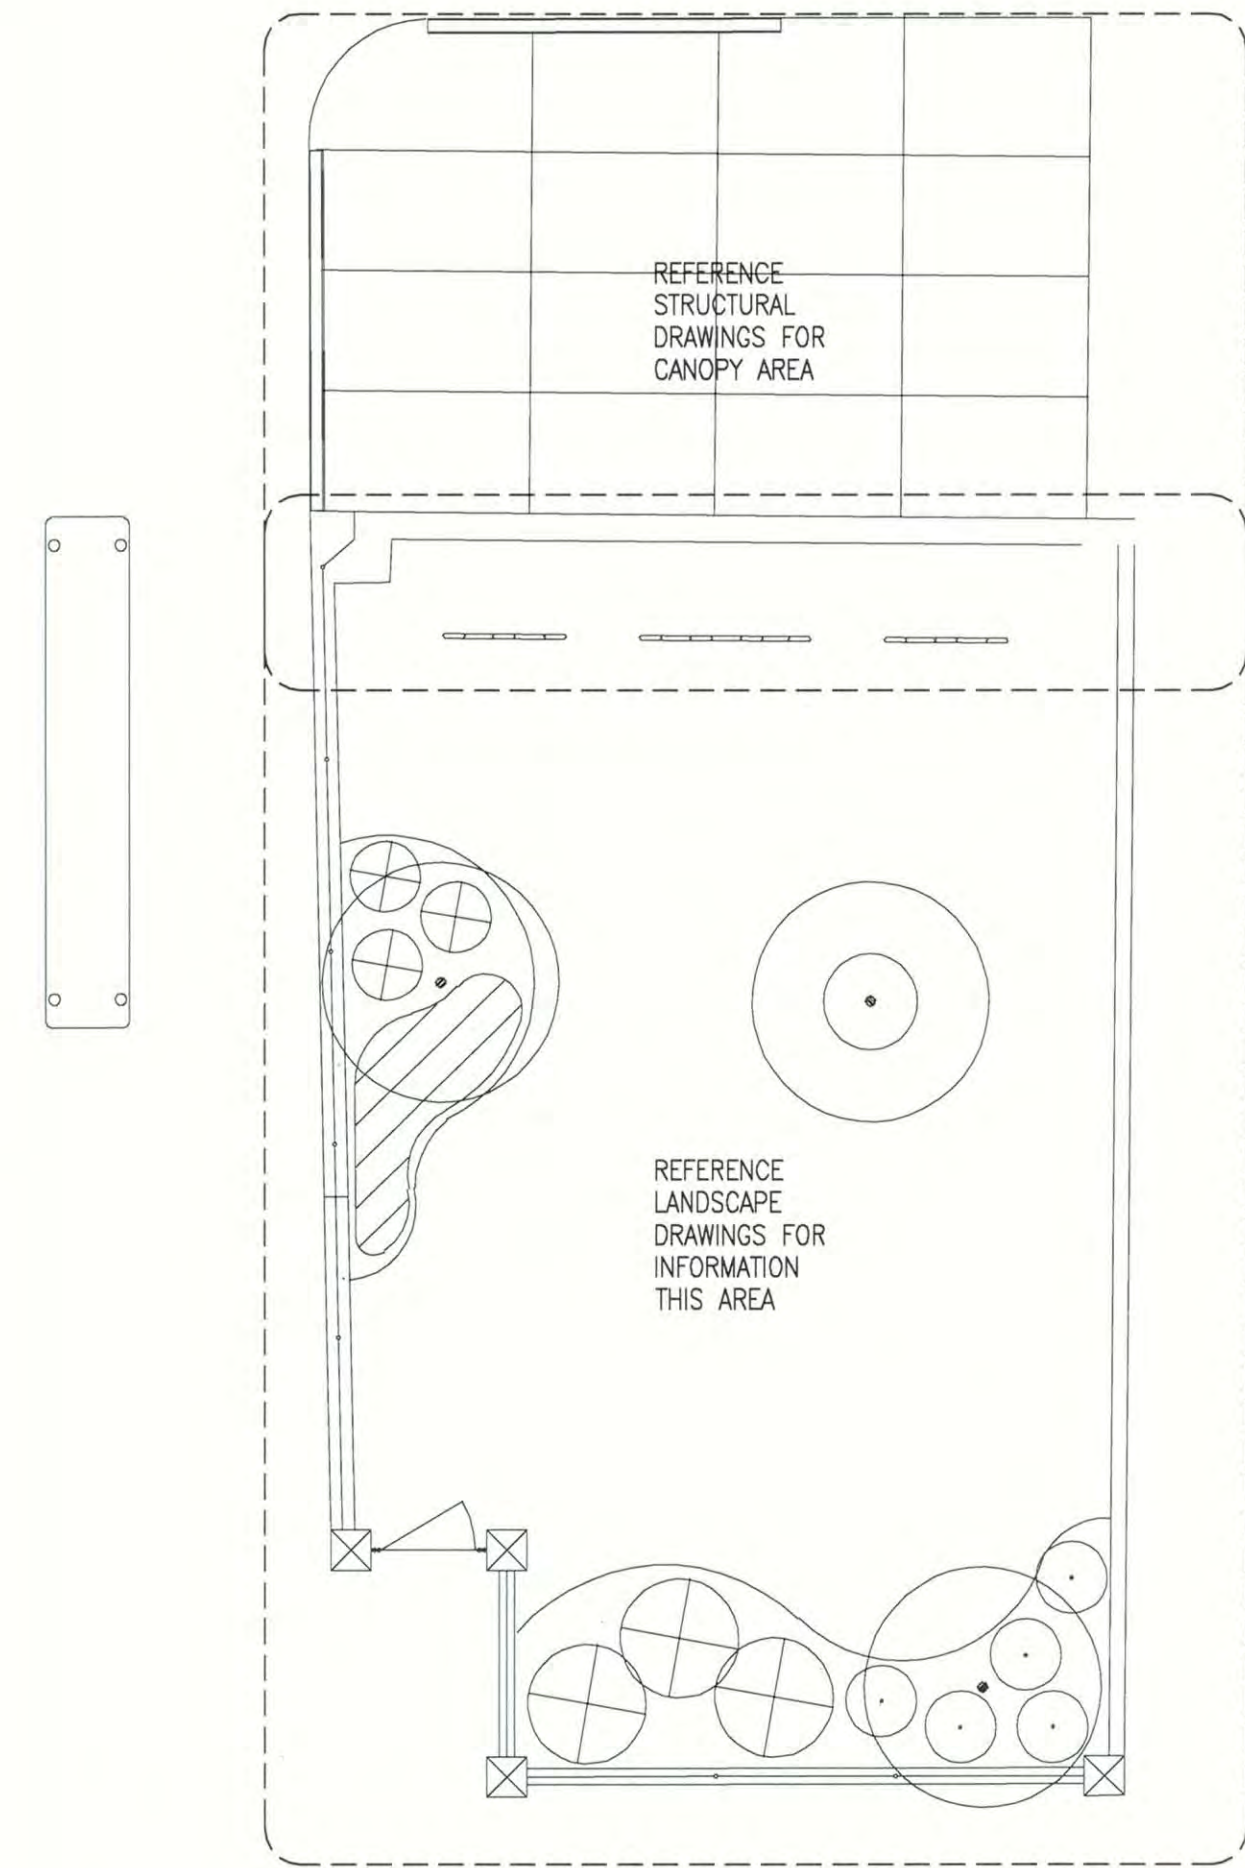 REFERENCE
STRUCTURAL
DRAWINGS FOR
CANOPY AREA
REFERENCE
LANDSCAPE
DRAWINGS FOR
INFORMATION
THIS AREA